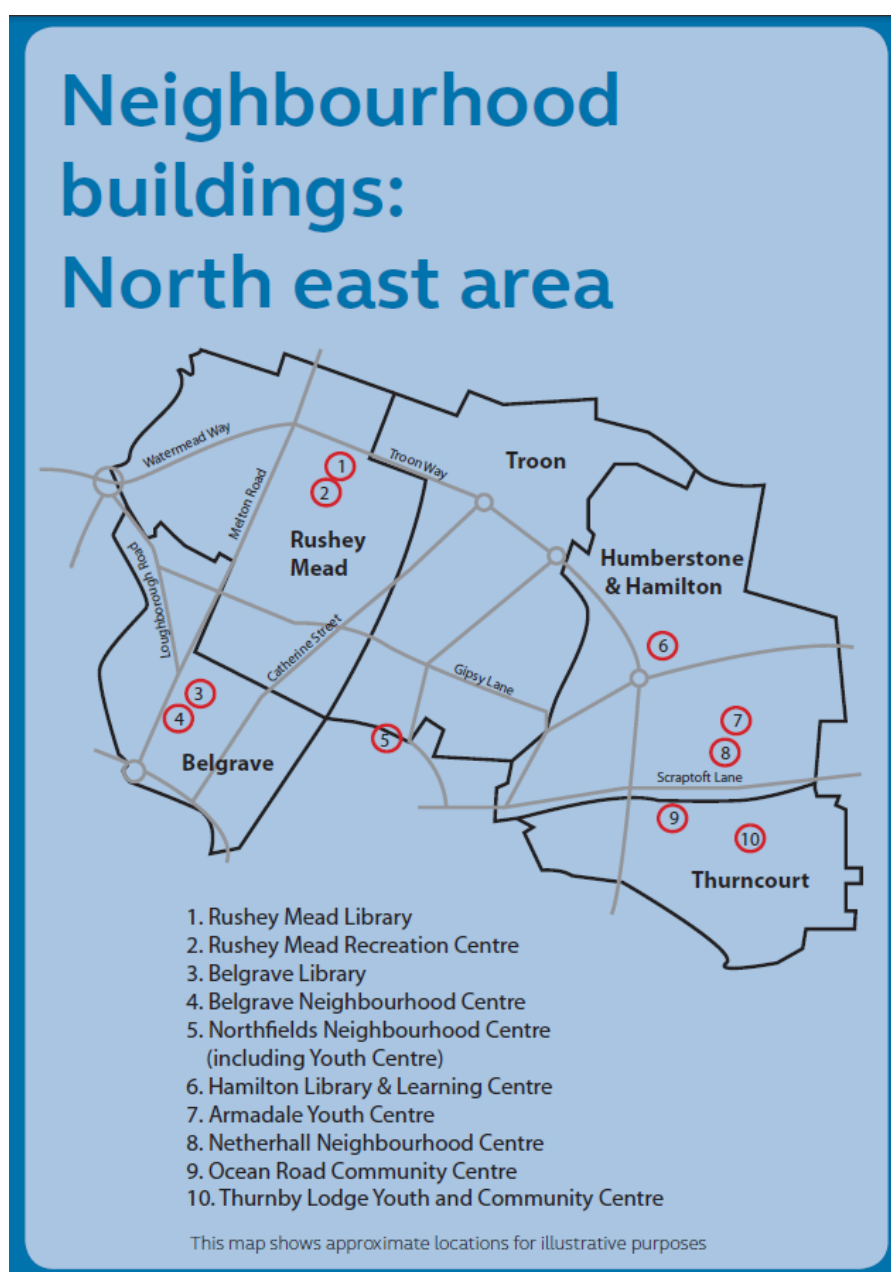 Neighbourhood
buildings:
North east area
Watermead Way
Melton Road
Troon Way
Troon
1
2
Rushey
Mead
Humberstone
& Hamilton
Loughborough Road
Catherine Street
Gipsy Lane
6
3
4
5
7
8
Belgrave
Scraptoft Lane
9
10
Thurncourt
1. Rushey Mead Library
2. Rushey Mead Recreation Centre
3. Belgrave Library
4. Belgrave Neighbourhood Centre
5. Northfields Neighbourhood Centre
(including Youth Centre)
6. Hamilton Library & Learning Centre
7. Armadale Youth Centre
8. Netherhall Neighbourhood Centre
9. Ocean Road Community Centre
10. Thurnby Lodge Youth and Community Centre
This map shows approximate locations for illustrative purposes